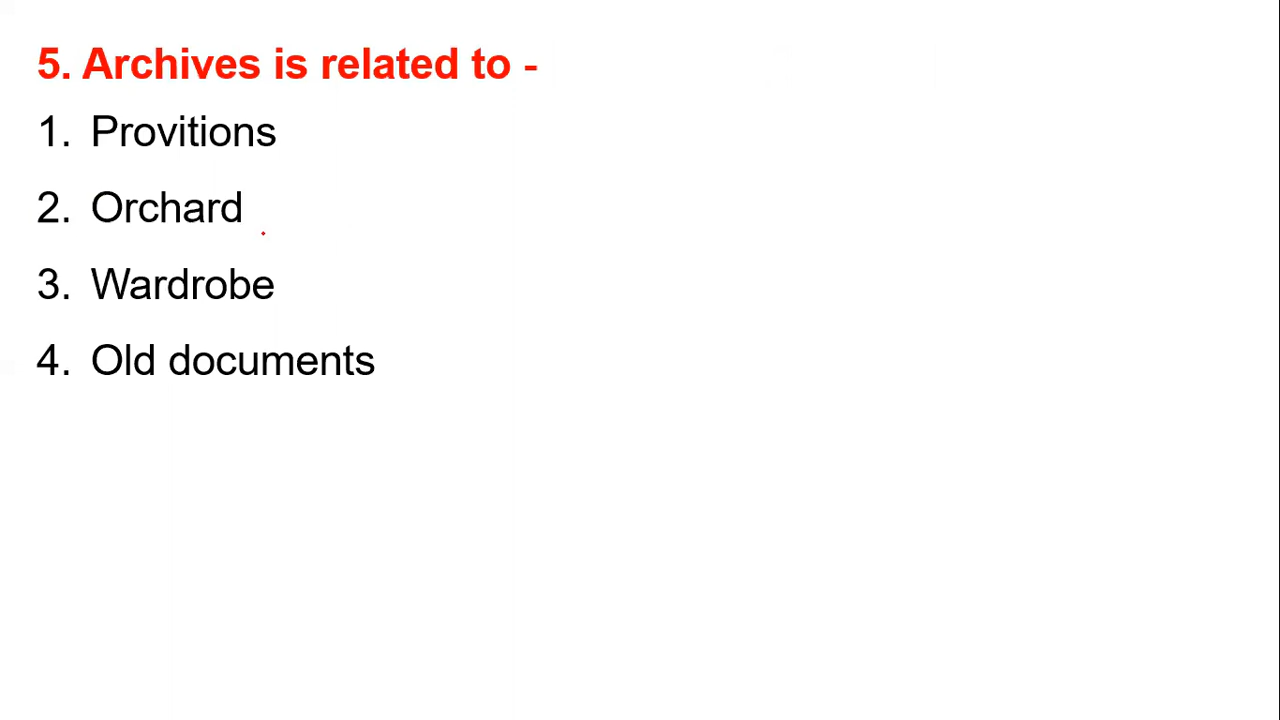 5. Archives is related to -
1. Provitions
2. Orchard
3. Wardrobe
4. Old documents